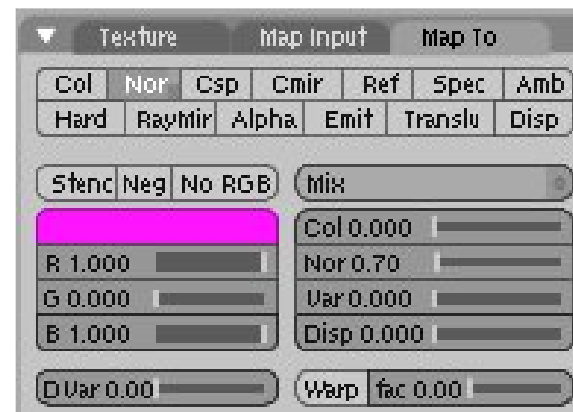 Texture Map Input Map To
Col Nor Csp Cmir Ref Spec Amb
Hard RayMir Alpha Emit Translu Disp
Stenc Neg No RGB Mix
Col 0.000
R 1.000 Nor 0.70
G 0.000 Var 0.000
B 1.000 Disp 0.000
DVar 0.00 Warp fac 0.00